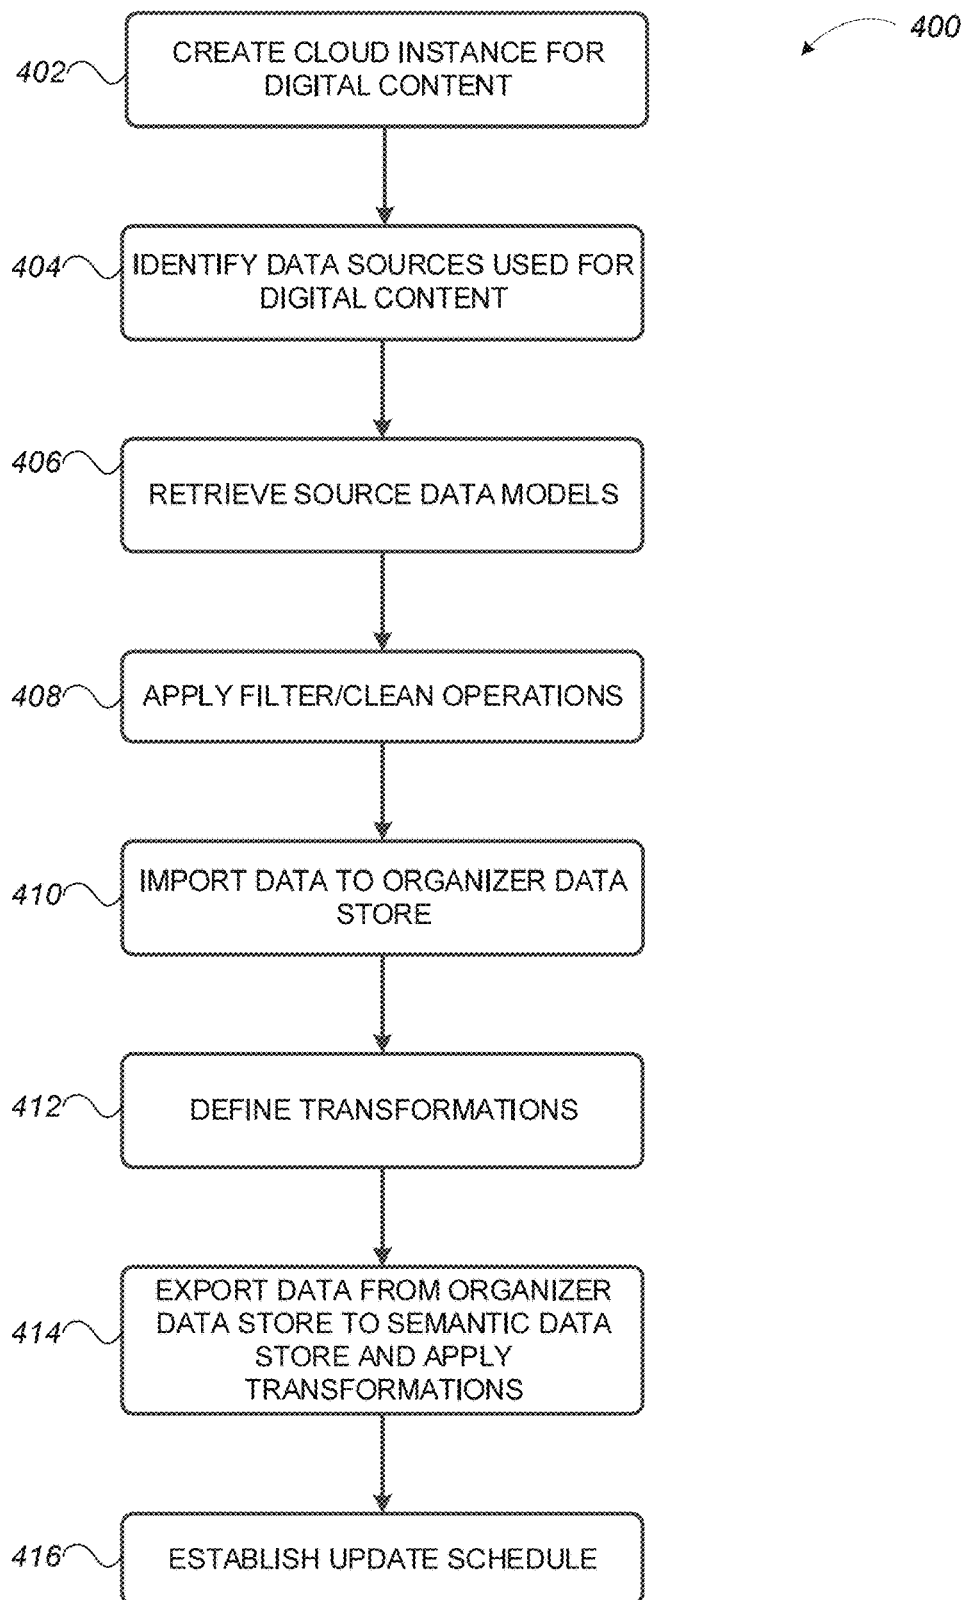 400
402
CREATE CLOUD INSTANCE FOR
DIGITAL CONTENT
404
IDENTIFY DATA SOURCES USED FOR
DIGITAL CONTENT
406
RETRIEVE SOURCE DATA MODELS
408
APPLY FILTER/CLEAN OPERATIONS
410
IMPORT DATA TO ORGANIZER DATA
STORE
412
DEFINE TRANSFORMATIONS
414
EXPORT DATA FROM ORGANIZER
DATA STORE TO SEMANTIC DATA
STORE AND APPLY
TRANSFORMATIONS
416
ESTABLISH UPDATE SCHEDULE